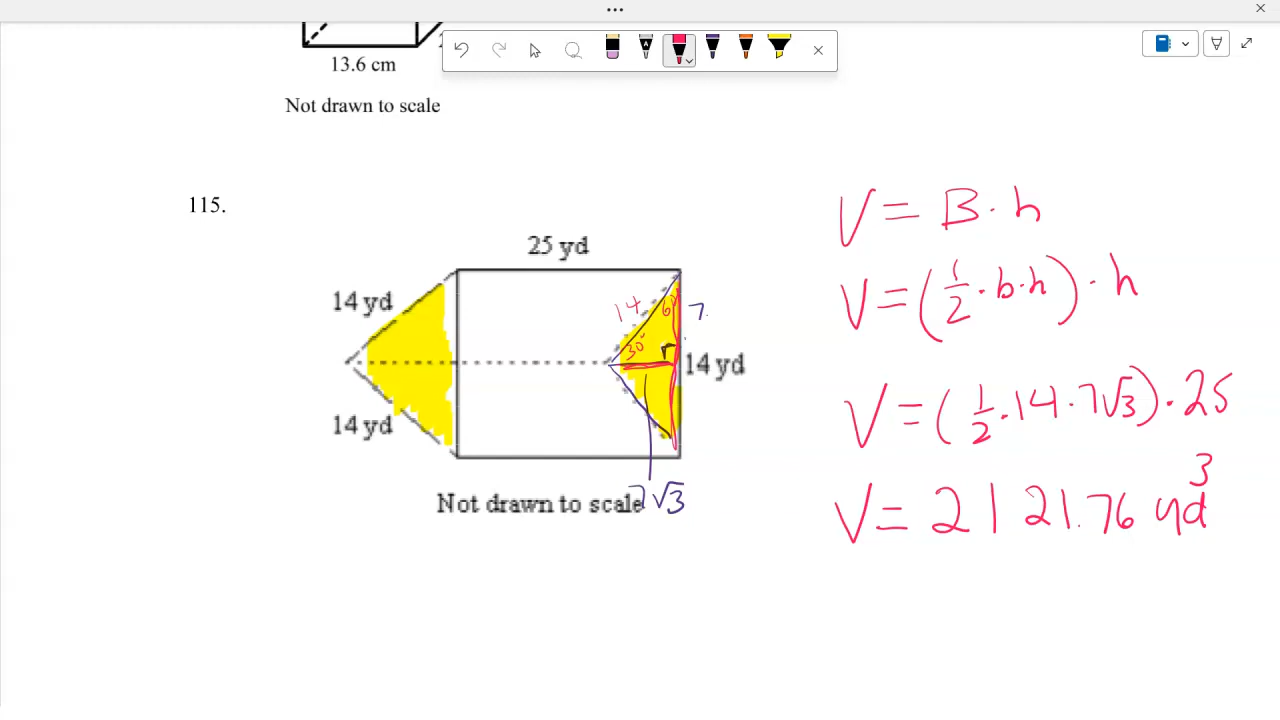 13.6 cm
Not drawn to scale
115.
25 yd
14 yd
14 yd
14 yd
Not drawn to scale
14
6
30°
7
7√3
V = B · h
V = (1/2 · b · h) · h
V = (1/2 · 14 · 7√3) · 25
V = 2121.76 yd³